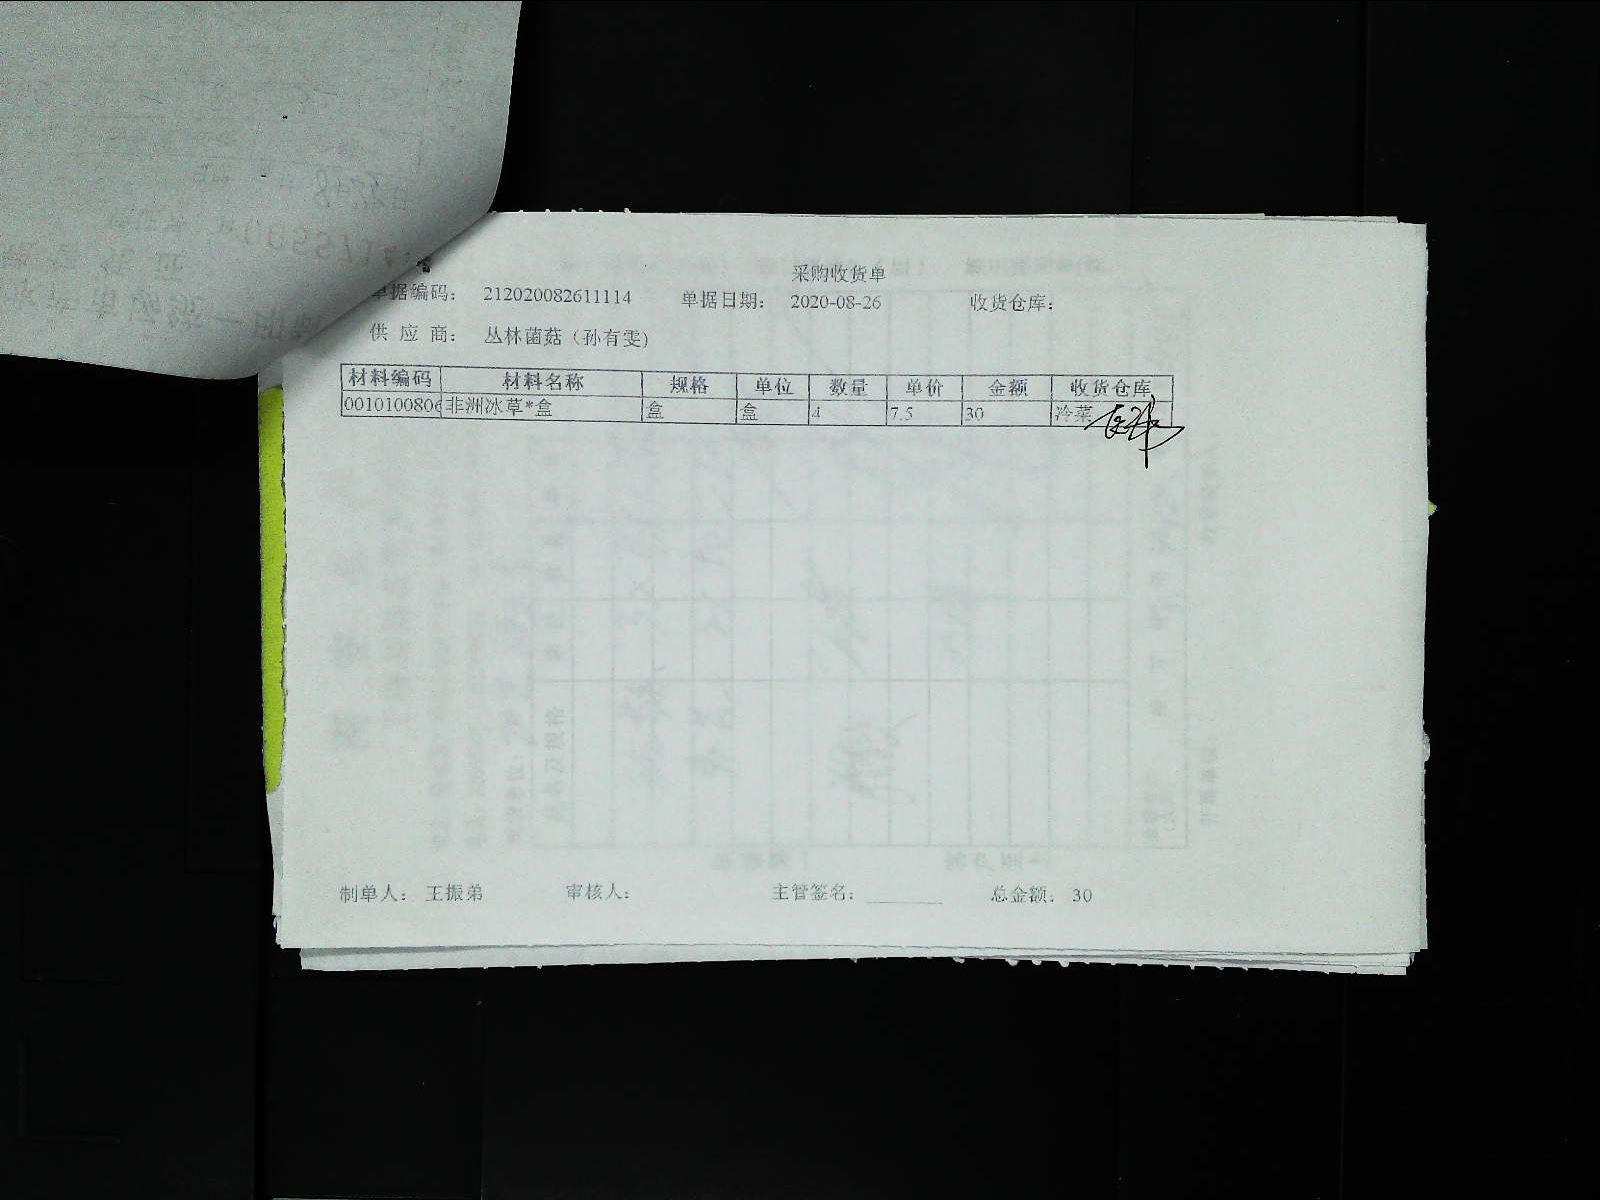 采购收货单
单据编码： 212020082611114 单据日期： 2020-08-26 收货仓库：
供 应 商： 丛林菌菇（孙有雯）
材料编码 材料名称 规格 单位 数量 单价 金额 收货仓库
0010100806 非洲冰草*盒 盒 盒 4 7.5 30 冷菜
制单人： 王振弟 审核人： 主管签名： 总金额： 30